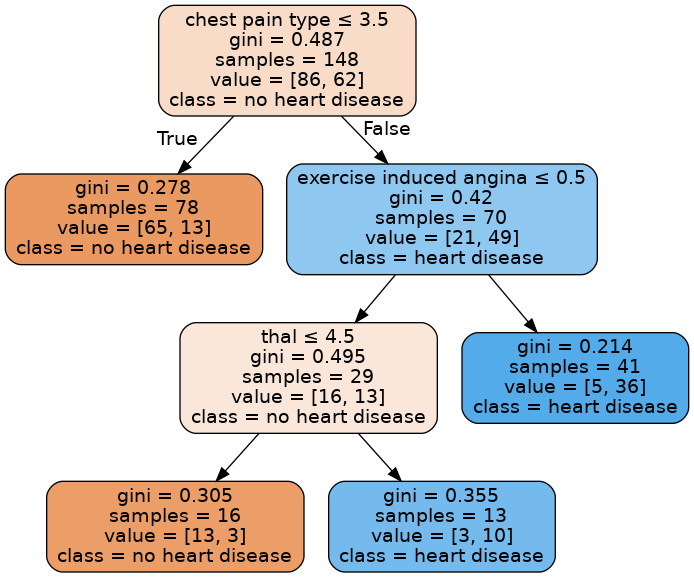 chest pain type ≤ 3.5
gini = 0.487
samples = 148
value = [86, 62]
class = no heart disease
True
False
gini = 0.278
samples = 78
value = [65, 13]
class = no heart disease
exercise induced angina ≤ 0.5
gini = 0.42
samples = 70
value = [21, 49]
class = heart disease
thal ≤ 4.5
gini = 0.495
samples = 29
value = [16, 13]
class = no heart disease
gini = 0.214
samples = 41
value = [5, 36]
class = heart disease
gini = 0.305
samples = 16
value = [13, 3]
class = no heart disease
gini = 0.355
samples = 13
value = [3, 10]
class = heart disease